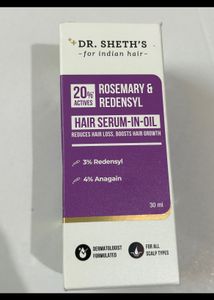 DR. SHETH'S
-for indian hair-
20% ACTIVES
ROSEMARY &
REDENSYL
HAIR SERUM-IN-OIL
REDUCES HAIR LOSS, BOOSTS HAIR GROWTH
3% Redensyl
4% Anagain
30 ml
DERMATOLOGIST
FORMULATED
FOR ALL
SCALP TYPES